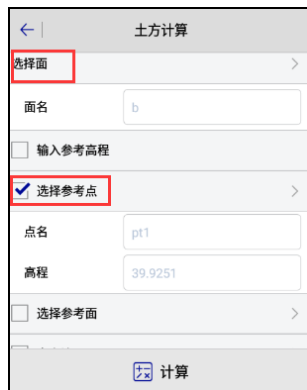 土方计算
选择面
面名 b
输入参考高程
选择参考点
点名 pt1
高程 39.9251
选择参考面
计算